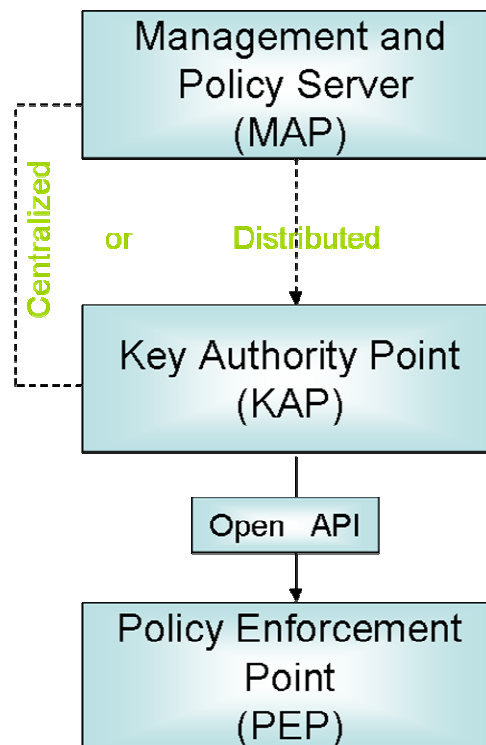 Management and
Policy Server
(MAP)
Centralized
or
Distributed
Key Authority Point
(KAP)
Open API
Policy Enforcement
Point
(PEP)